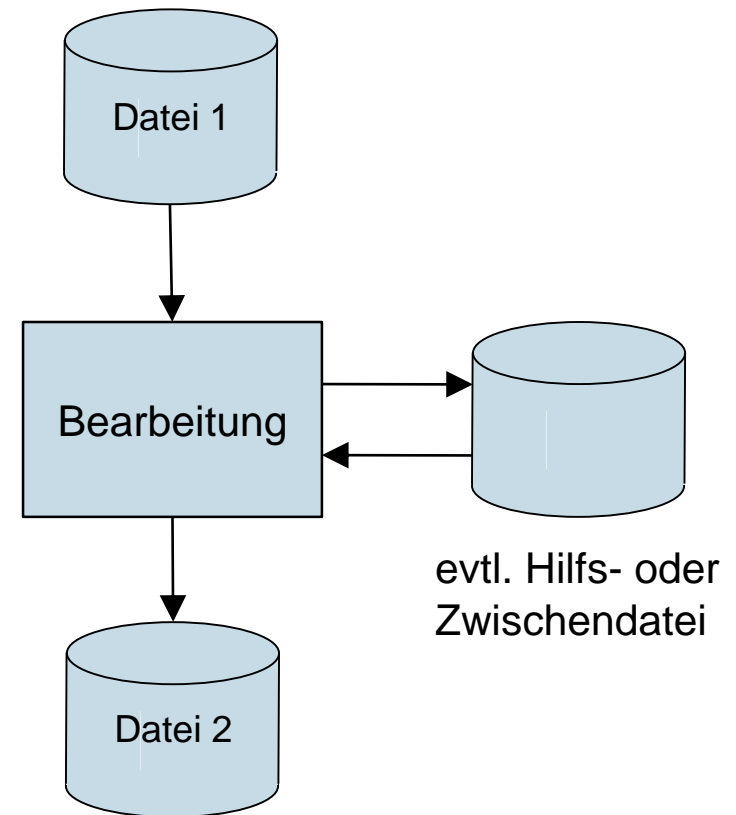 Datei 1
Bearbeitung
evtl. Hilfs- oder
Zwischendatei
Datei 2